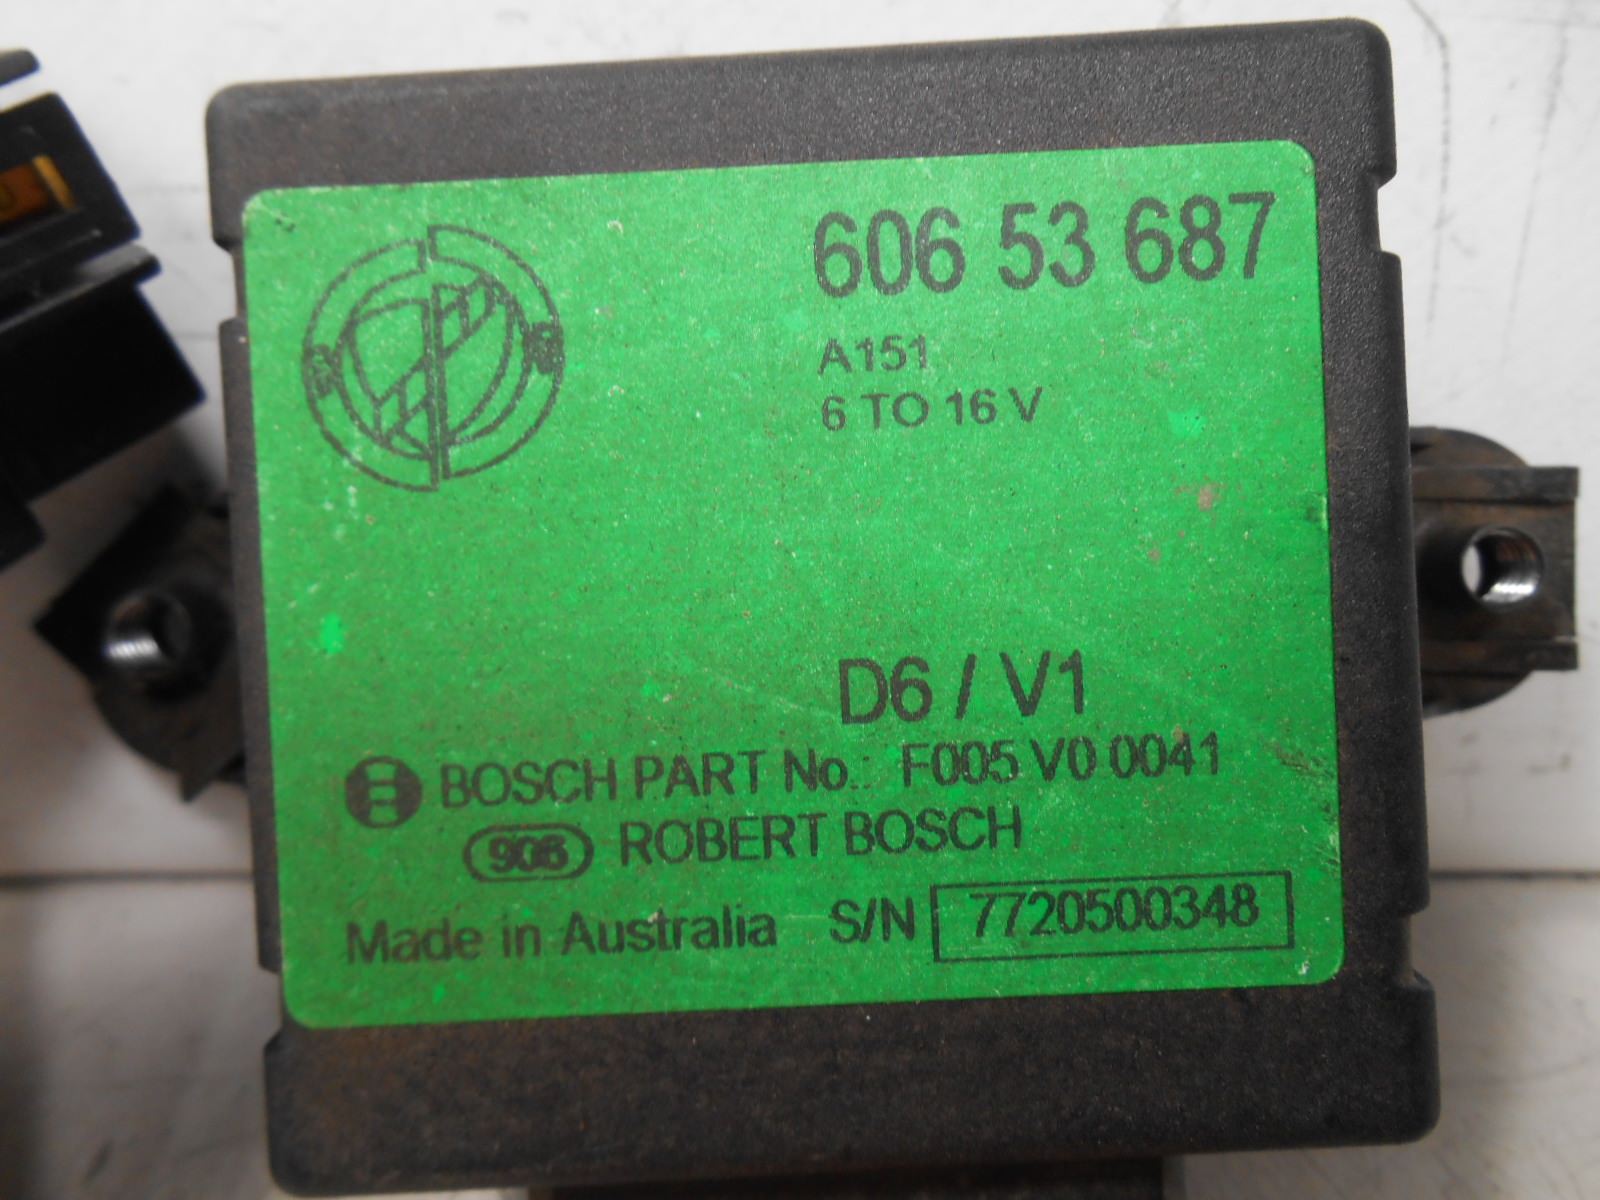 606 53 687
A151
6 TO 16 V
D6 / V1
BOSCH PART No.: F005 V0 0041
906 ROBERT BOSCH
Made in Australia S/N 7720500348